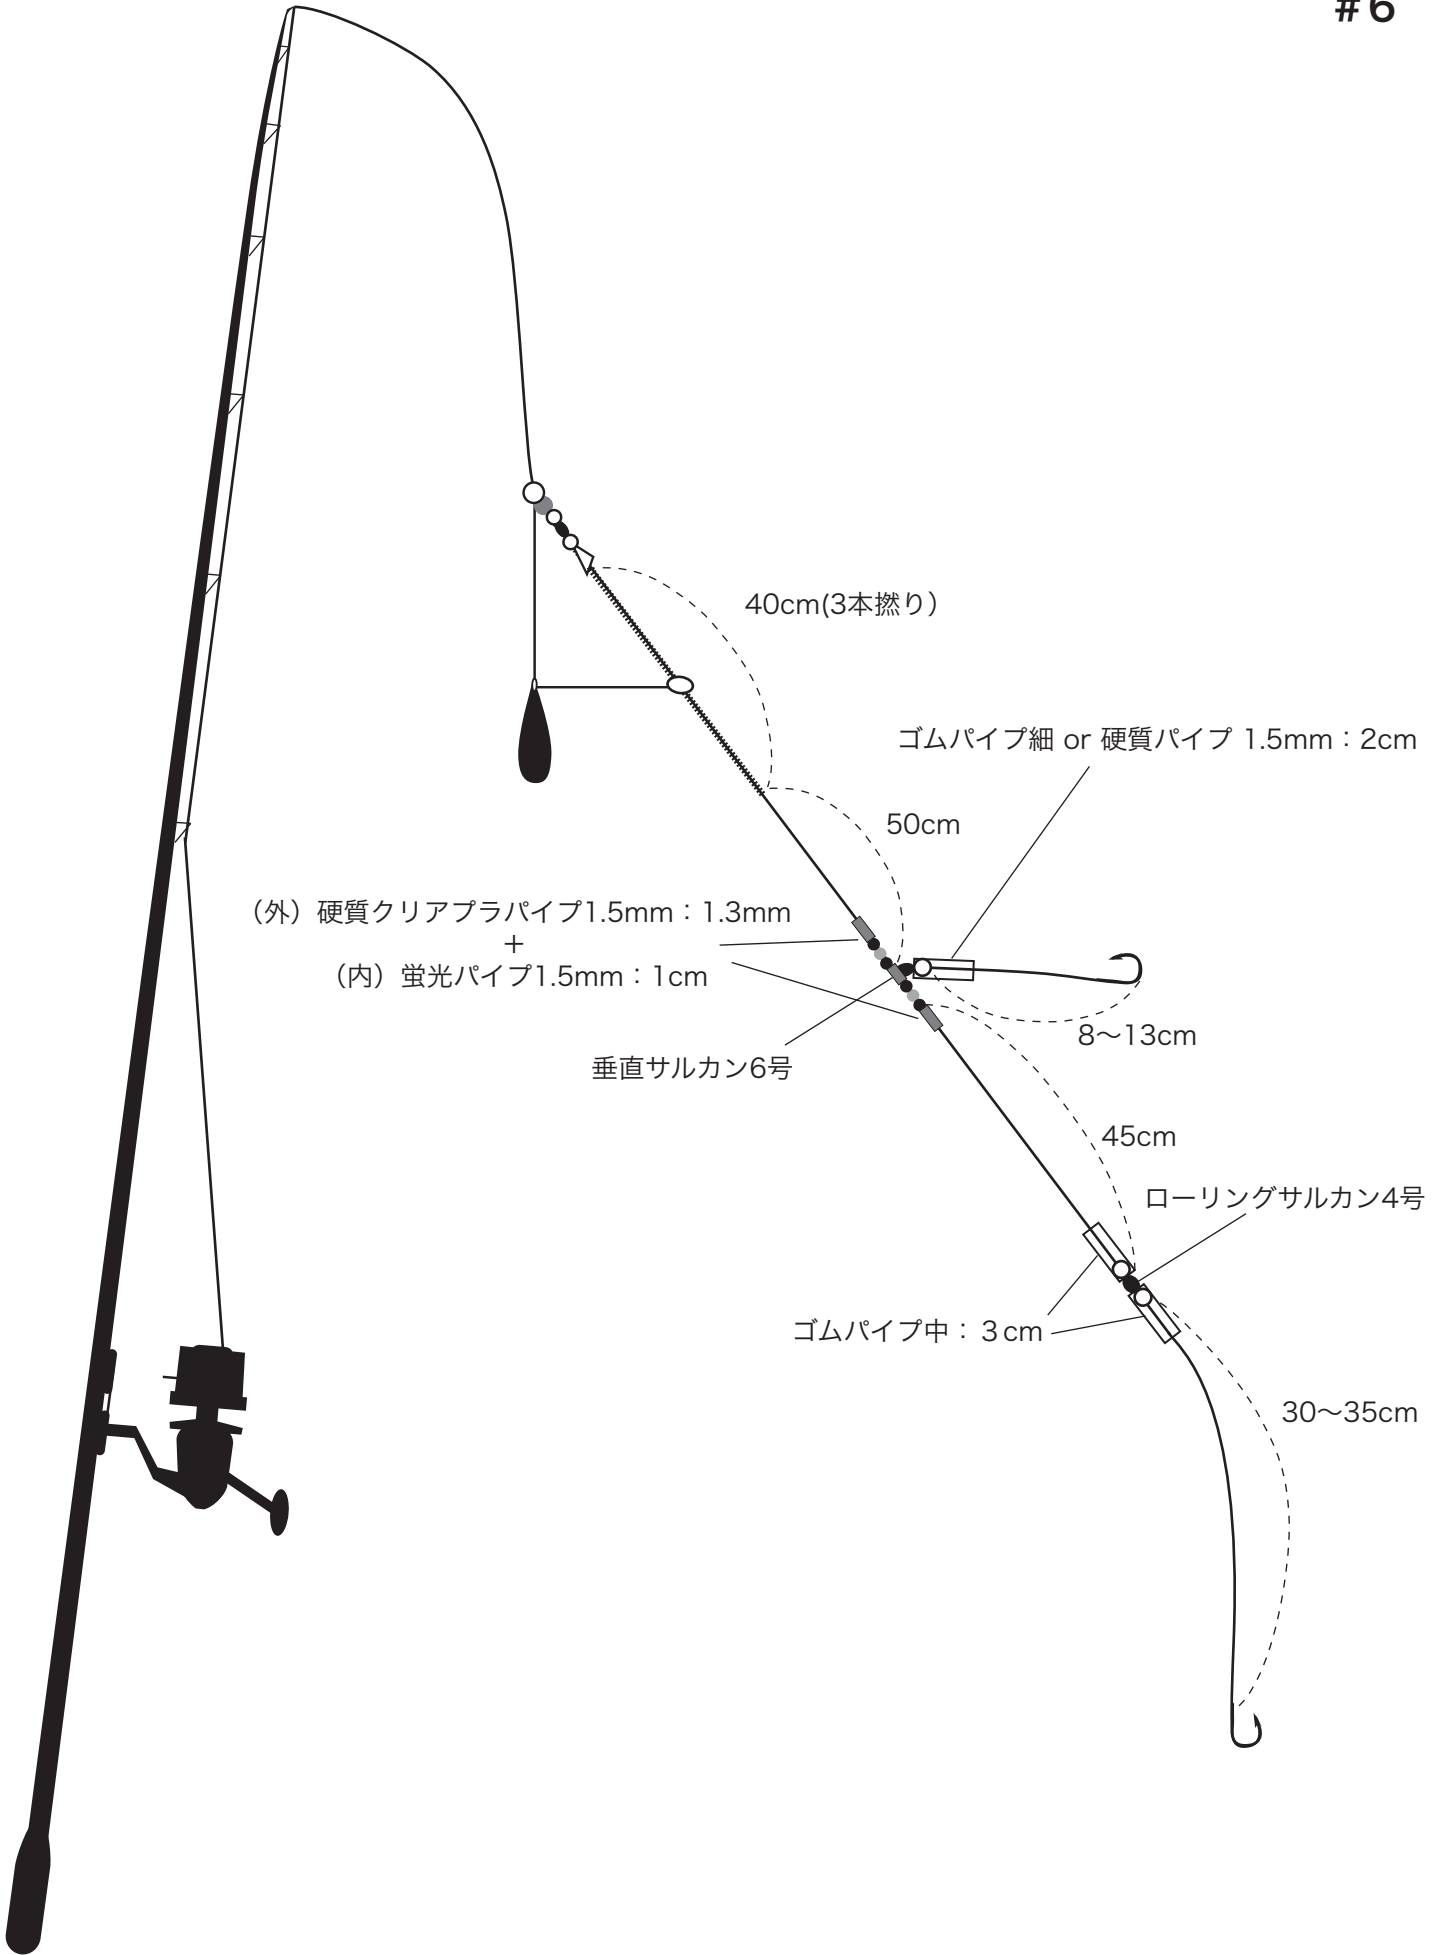 #6
40cm(3本撚り）
ゴムパイプ細 or 硬質パイプ 1.5mm：2cm
50cm
（外）硬質クリアプラパイプ1.5mm：1.3mm
＋
（内）蛍光パイプ1.5mm：1cm
8〜13cm
垂直サルカン6号
45cm
ローリングサルカン4号
ゴムパイプ中：３cm
30〜35cm